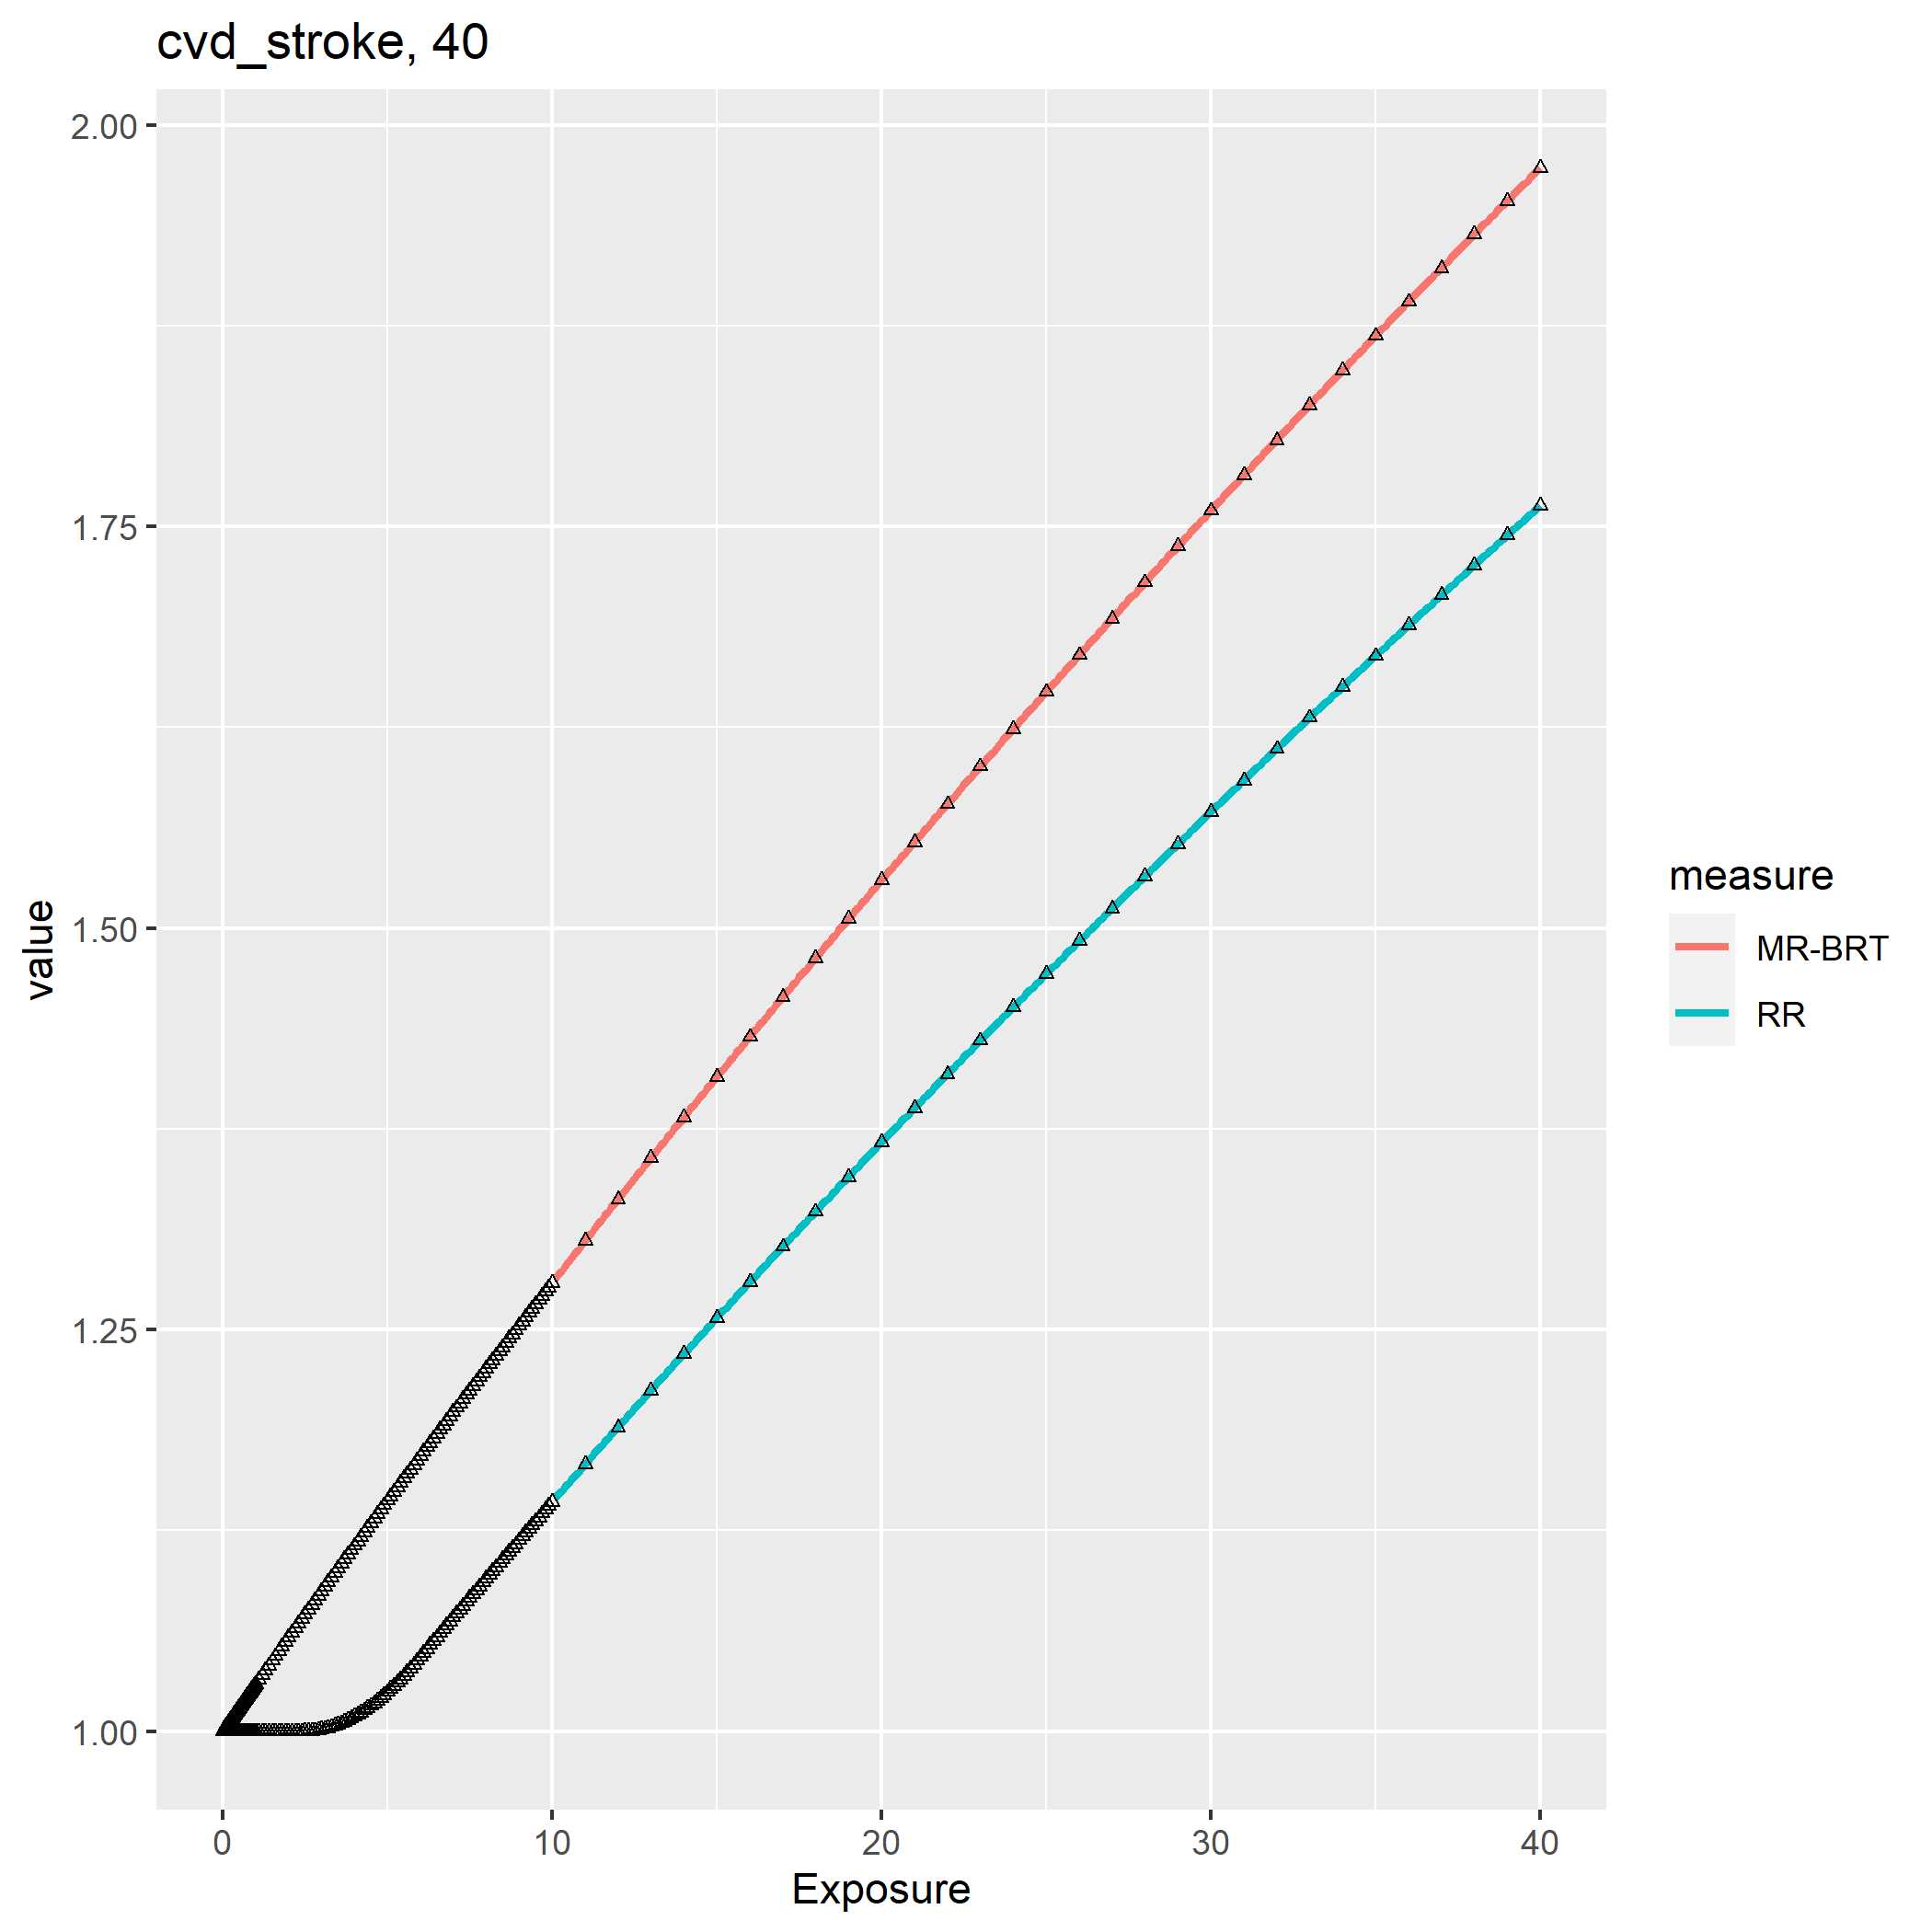 cvd_stroke, 40
2.00
1.75
1.50
1.25
1.00
value
0 10 20 30 40
Exposure
measure
MR-BRT
RR